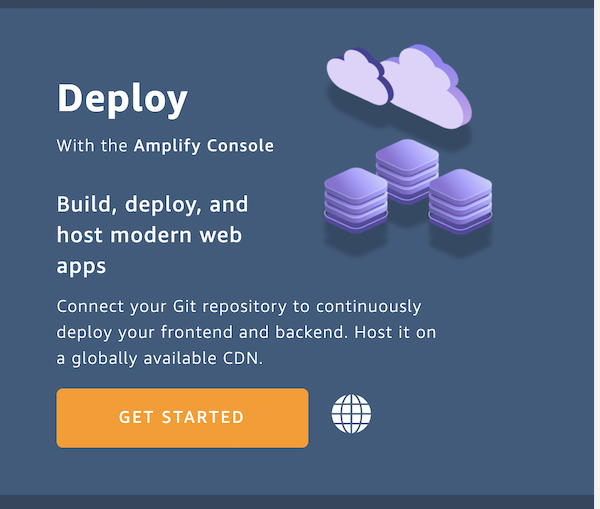 Deploy
With the Amplify Console
Build, deploy, and
host modern web
apps
Connect your Git repository to continuously
deploy your frontend and backend. Host it on
a globally available CDN.
GET STARTED